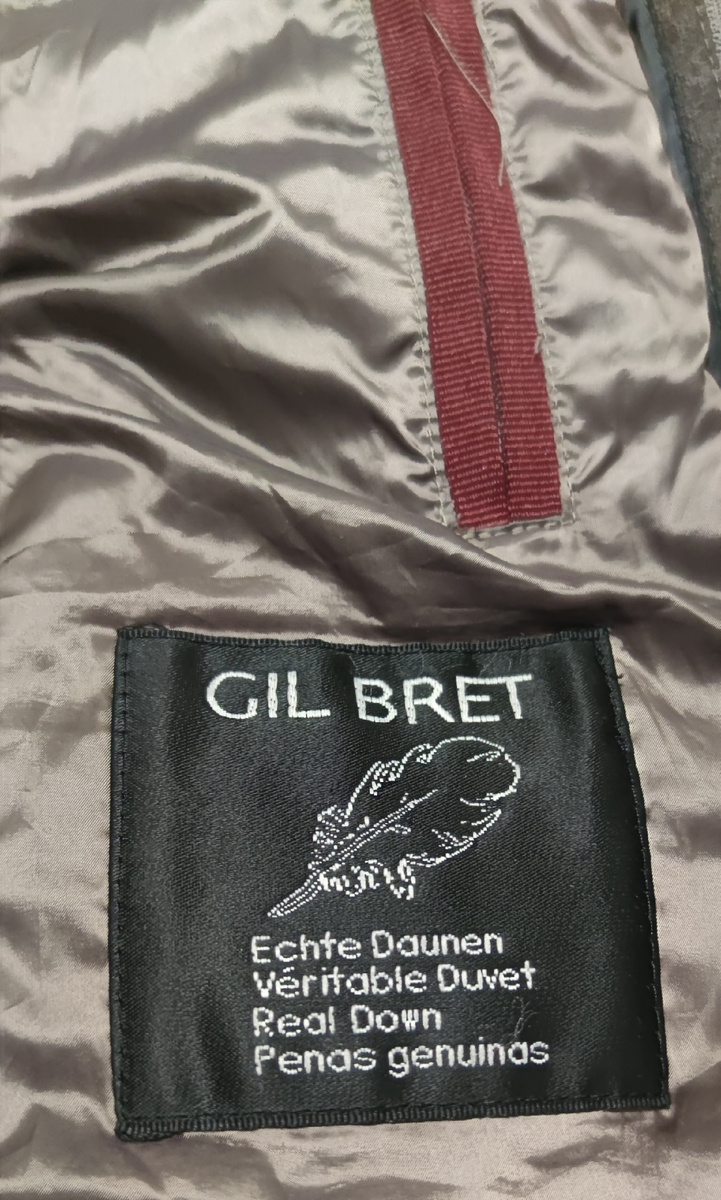 GIL BRET
Echte Daunen
Véritable Duvet
Real Down
Penas genuinas